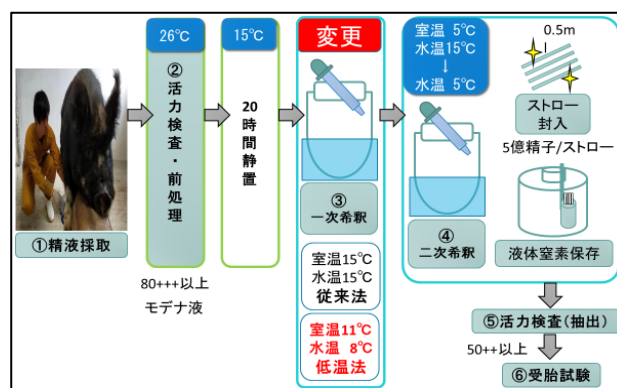 ①精液採取
26℃
②活力検査・前処理
80+++以上
モデナ液
15℃
20時間静置
変更
③
一次希釈
室温15℃
水温15℃
従来法
室温11℃
水温 8℃
低温法
室温 5℃
水温15℃
↓
水温 5℃
④
二次希釈
0.5m
ストロー
封入
5億精子/ストロー
液体窒素保存
⑤活力検査(抽出)
50++以上
⑥受胎試験